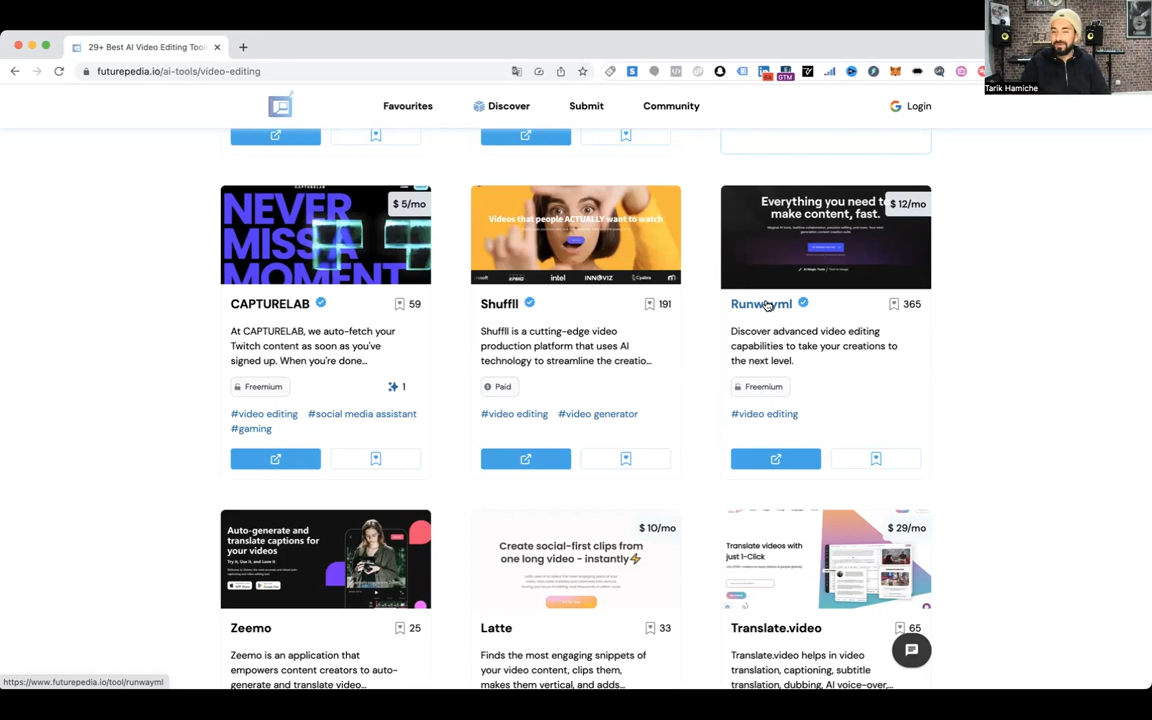 29+ Best AI Video Editing Tool
futurepedia.io/ai-tools/video-editing
Tarik Hamiche
Favourites
Discover
Submit
Community
Login
NEVER
MISS A
MOMENT
$ 5/mo
Videos that people ACTUALLY want to watch
KPMG
intel
INNOVIZ
Cyabra
Everything you need to
make content, fast.
$ 12/mo
CAPTURELAB
59
At CAPTURELAB, we auto-fetch your
Twitch content as soon as you've
signed up. When you're done...
Freemium
1
#video editing
#social media assistant
#gaming
Shuffll
191
Shuffll is a cutting-edge video
production platform that uses AI
technology to streamline the creatio...
Paid
#video editing
#video generator
Runwayml
365
Discover advanced video editing
capabilities to take your creations to
the next level.
Freemium
#video editing
Auto-generate and
translate captions for
your videos
Try it, Use it, and Love it
$ 10/mo
Create social-first clips from
one long video - instantly⚡
$ 29/mo
Translate videos with
just 1-Click
Zeemo
25
Zeemo is an application that
empowers content creators to auto-
generate and translate video...
Latte
33
Finds the most engaging snippets of
your video content, clips them,
makes them vertical, and adds...
Translate.video
65
Translate.video helps in video
translation, captioning, subtitle
translation, dubbing, AI voice-over,...
https://www.futurepedia.io/tool/runwayml